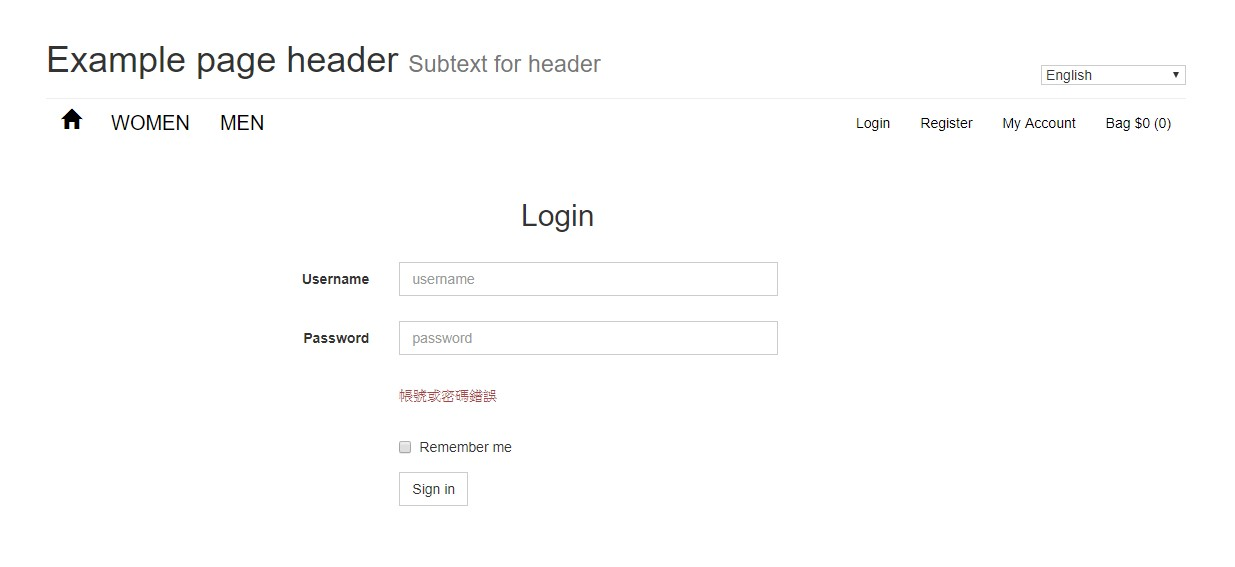 Example page header Subtext for header
English
WOMEN MEN Login Register My Account Bag $0 (0)
Login
Username username
Password password
帳號或密碼錯誤
Remember me
Sign in